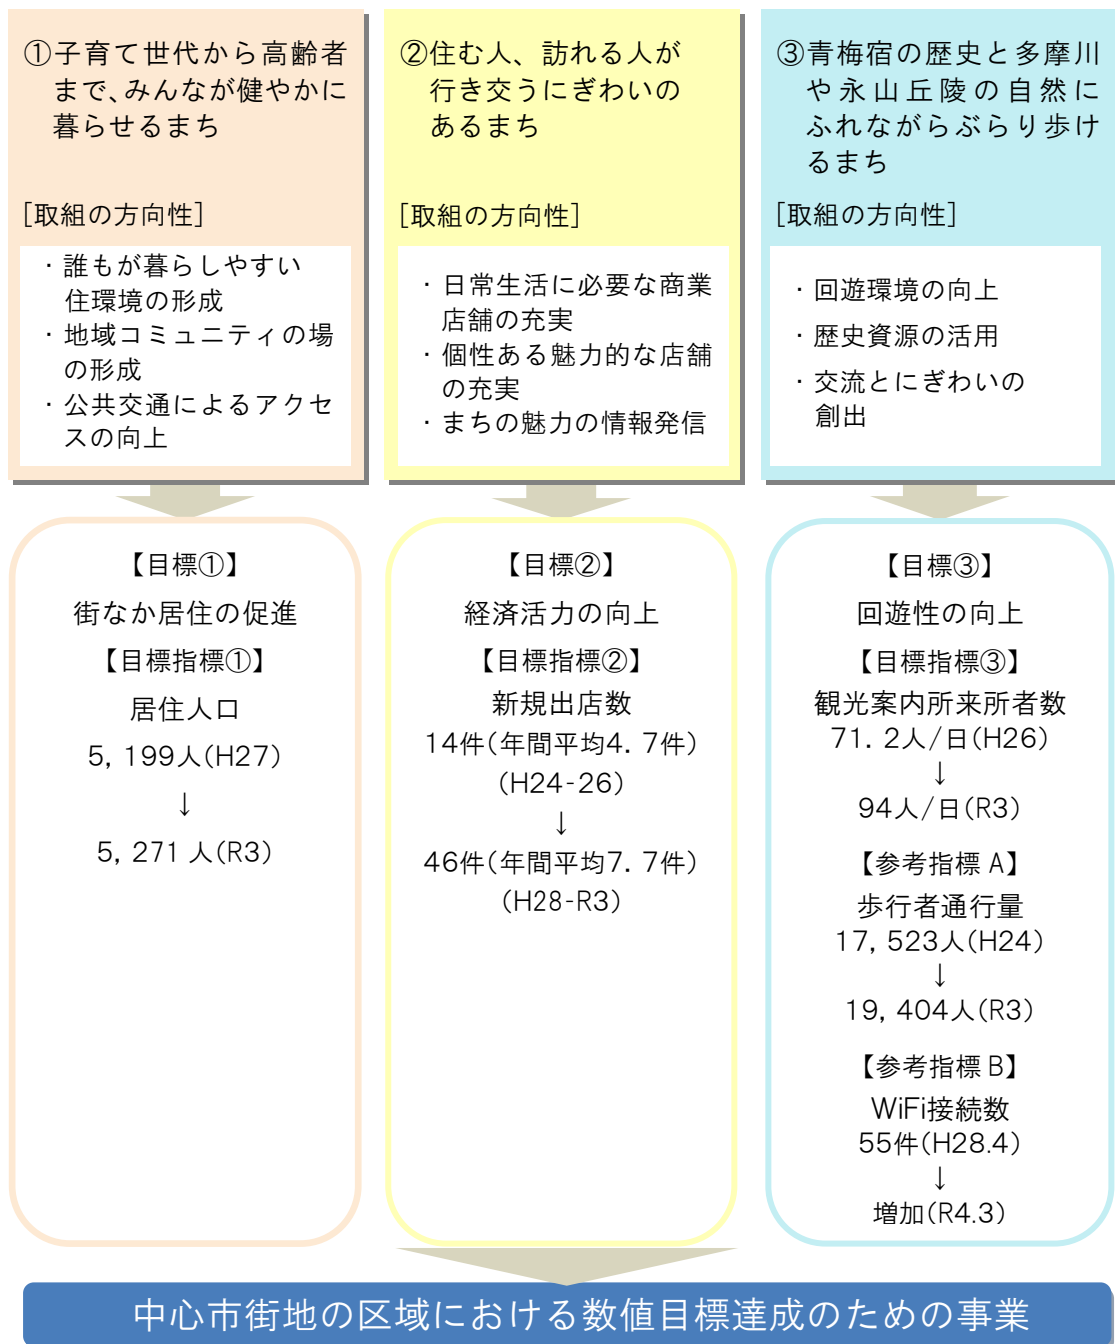 ①子育て世代から高齢者
まで、みんなが健やかに
暮らせるまち
[取組の方向性]
・誰もが暮らしやすい
住環境の形成
・地域コミュニティの場
の形成
・公共交通によるアクセ
スの向上
②住む人、訪れる人が
行き交うにぎわいの
あるまち
[取組の方向性]
・日常生活に必要な商業
店舗の充実
・個性ある魅力的な店舗
の充実
・まちの魅力の情報発信
③青梅宿の歴史と多摩川
や永山丘陵の自然に
ふれながらぶらり歩け
るまち
[取組の方向性]
・回遊環境の向上
・歴史資源の活用
・交流とにぎわいの
創出
【目標①】
街なか居住の促進
【目標指標①】
居住人口
5,199人(H27)
↓
5,271人(R3)
【目標②】
経済活力の向上
【目標指標②】
新規出店数
14件(年間平均4.7件)
(H24-26)
↓
46件(年間平均7.7件)
(H28-R3)
【目標③】
回遊性の向上
【目標指標③】
観光案内所来所者数
71.2人/日(H26)
↓
94人/日(R3)
【参考指標A】
歩行者通行量
17,523人(H24)
↓
19,404人(R3)
【参考指標B】
WiFi接続数
55件(H28.4)
↓
増加(R4.3)
中心市街地の区域における数値目標達成のための事業